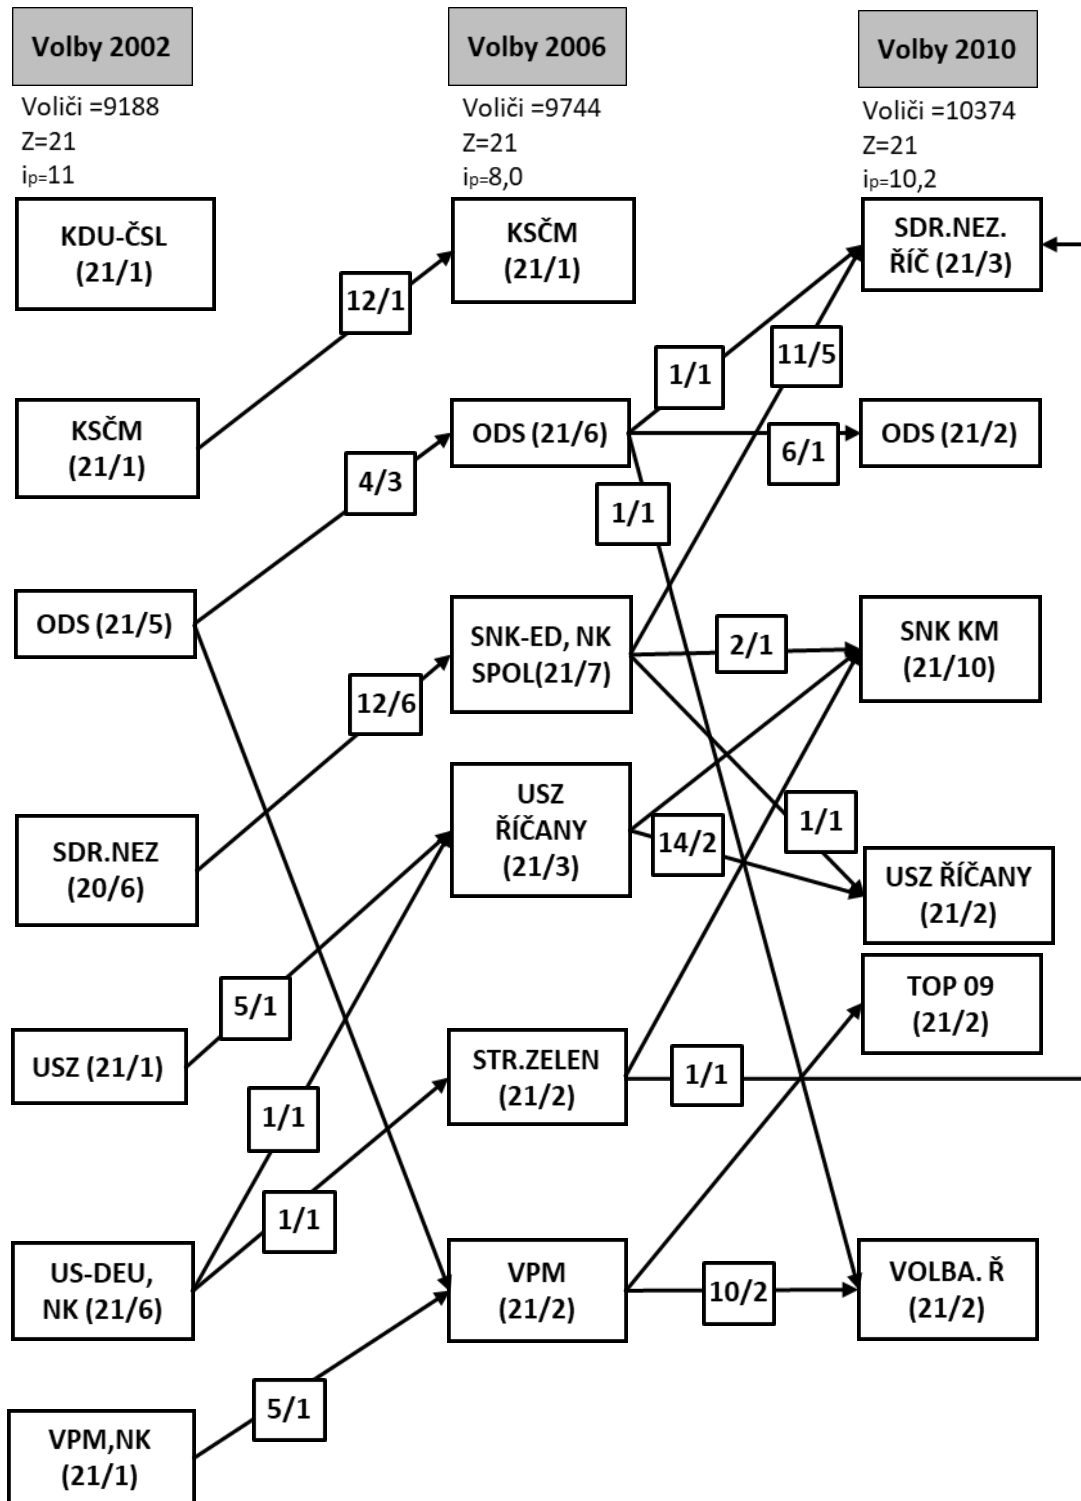 Volby 2002
Voliči =9188
Z=21
ip=11
KDU-ČSL
(21/1)
KSČM
(21/1)
ODS (21/5)
SDR.NEZ
(20/6)
USZ (21/1)
US-DEU,
NK (21/6)
VPM,NK
(21/1)
12/1
4/3
12/6
5/1
1/1
1/1
5/1
Volby 2006
Voliči =9744
Z=21
ip=8,0
KSČM
(21/1)
ODS (21/6)
SNK-ED, NK
SPOL(21/7)
USZ
ŘÍČANY
(21/3)
STR.ZELEN
(21/2)
VPM
(21/2)
1/1
11/5
6/1
1/1
2/1
1/1
14/2
1/1
10/2
Volby 2010
Voliči =10374
Z=21
ip=10,2
SDR.NEZ.
ŘÍČ (21/3)
ODS (21/2)
SNK KM
(21/10)
USZ ŘÍČANY
(21/2)
TOP 09
(21/2)
VOLBA. Ř
(21/2)